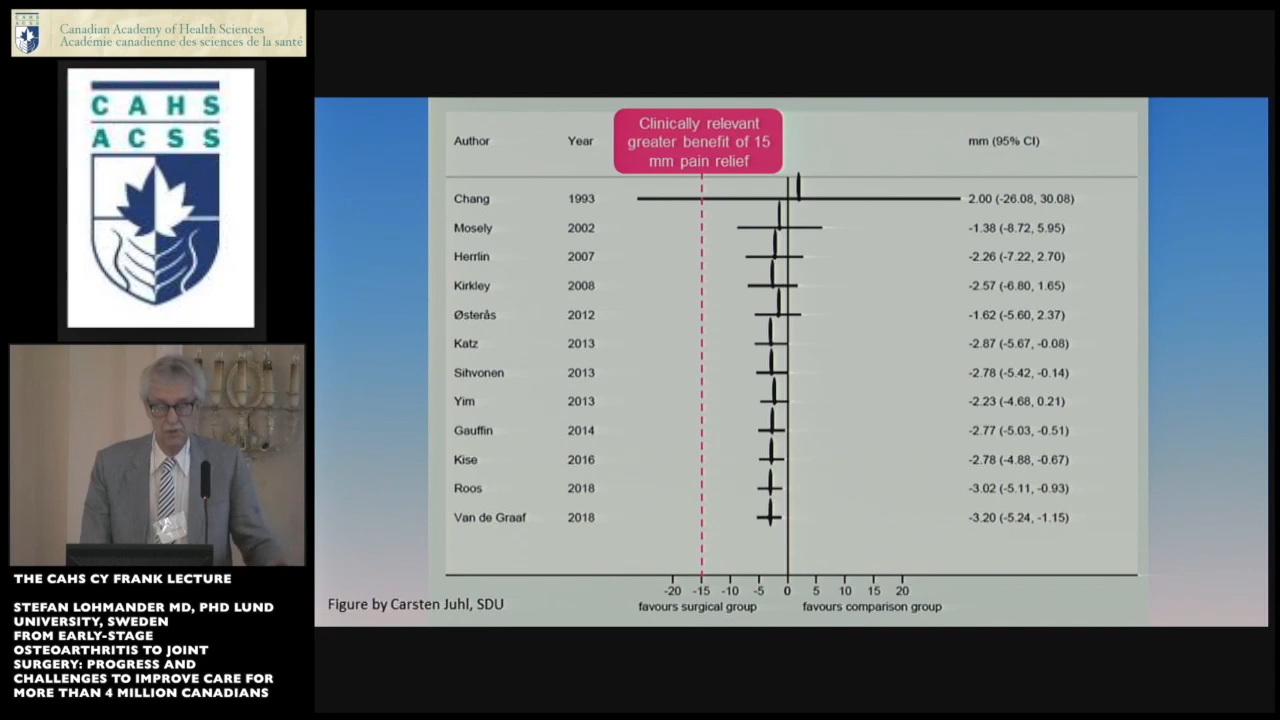 Canadian Academy of Health Sciences
Académie canadienne des sciences de la santé
CAHS
ACSS
THE CAHS CY FRANK LECTURE
STEFAN LOHMANDER MD, PHD LUND
UNIVERSITY, SWEDEN
FROM EARLY-STAGE
OSTEOARTHRITIS TO JOINT
SURGERY: PROGRESS AND
CHALLENGES TO IMPROVE CARE FOR
MORE THAN 4 MILLION CANADIANS
Clinically relevant
greater benefit of 15
mm pain relief
Author Year mm (95% CI)
Chang 1993 2.00 (-26.08, 30.08)
Mosely 2002 -1.38 (-8.72, 5.95)
Herrlin 2007 -2.26 (-7.22, 2.70)
Kirkley 2008 -2.57 (-6.80, 1.65)
Østerås 2012 -1.62 (-5.60, 2.37)
Katz 2013 -2.87 (-5.67, -0.08)
Sihvonen 2013 -2.78 (-5.42, -0.14)
Yim 2013 -2.23 (-4.68, 0.21)
Gauffin 2014 -2.77 (-5.03, -0.51)
Kise 2016 -2.78 (-4.88, -0.67)
Roos 2018 -3.02 (-5.11, -0.93)
Van de Graaf 2018 -3.20 (-5.24, -1.15)
-20 -15 -10 -5 0 5 10 15 20
favours surgical group favours comparison group
Figure by Carsten Juhl, SDU